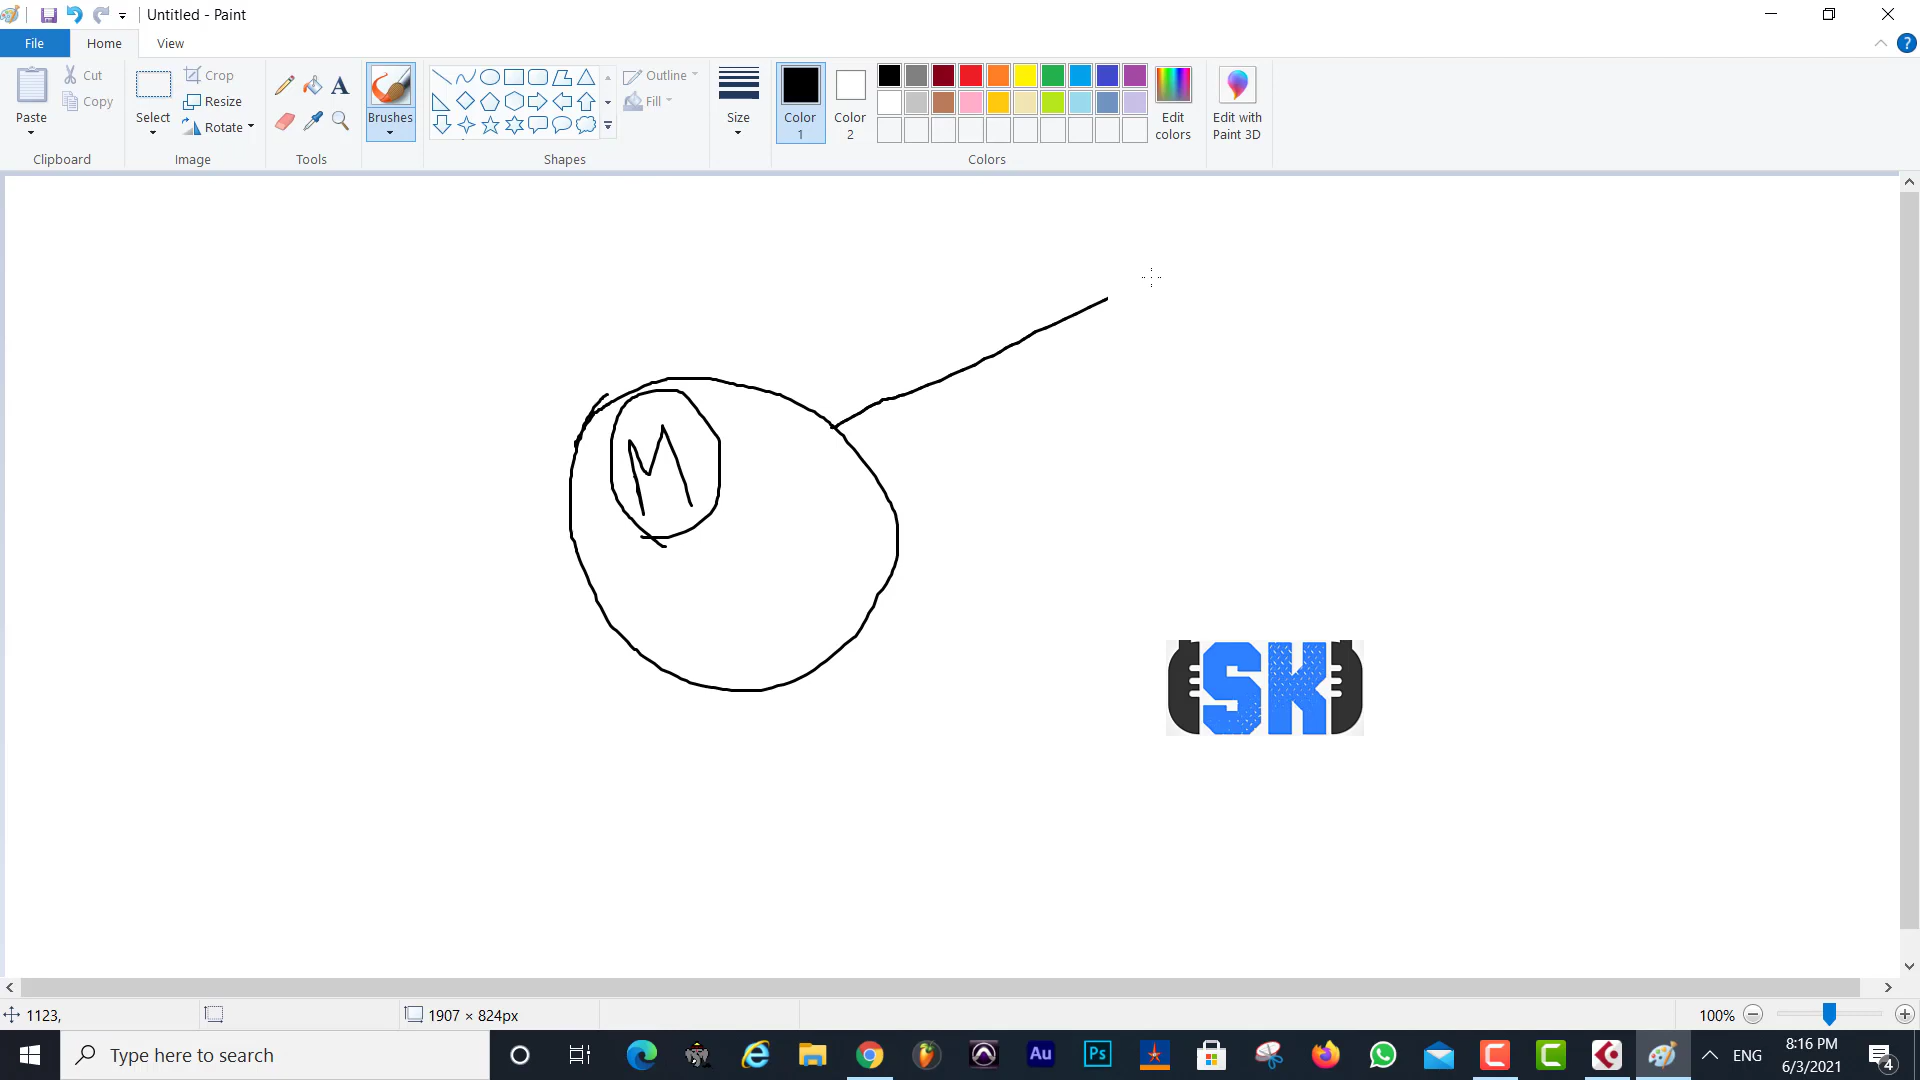 Untitled - Paint
File Home View
Paste
Cut
Copy
Clipboard
Select
Crop
Resize
Rotate
Image
Tools
Brushes
Shapes
Outline
Fill
Size
Color 1
Color 2
Colors
Edit colors
Edit with Paint 3D
M
SK
1123,
1907 × 824px
100%
Type here to search
Au
Ps
ENG
8:16 PM
6/3/2021
4